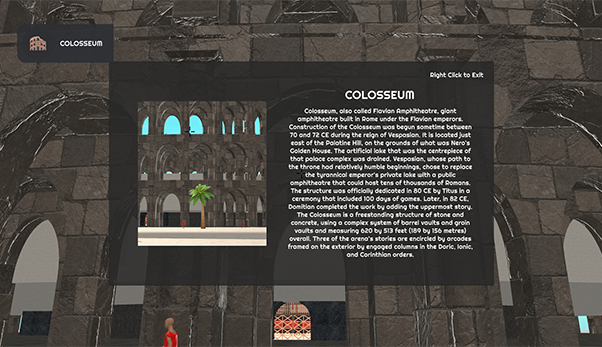 COLOSSEUM
Right Click to Exit
COLOSSEUM
Colosseum, also called Flavian Amphitheatre, giant
amphitheatre built in Rome under the Flavian emperors.
Construction of the Colosseum was begun sometime between
70 and 72 CE during the reign of Vespasian. It is located just
east of the Palatine Hill, on the grounds of what was Nero's
Golden House. The artificial lake that was the centrepiece of
that palace complex was drained. Vespasian, whose path to
the throne had relatively humble beginnings, chose to replace
the tyrannical emperor's private lake with a public
amphitheatre that could host tens of thousands of Romans.
The structure was officially dedicated in 80 CE by Titus in a
ceremony that included 100 days of games. Later, in 82 CE,
Domitian completed the work by adding the uppermost story.
The Colosseum is a freestanding structure of stone and
concrete, using a complex system of barrel vaults and groin
vaults and measuring 620 by 513 feet (189 by 156 metres)
overall. Three of the arena's stories are encircled by arcades
framed on the exterior by engaged columns in the Doric, Ionic,
and Corinthian orders.